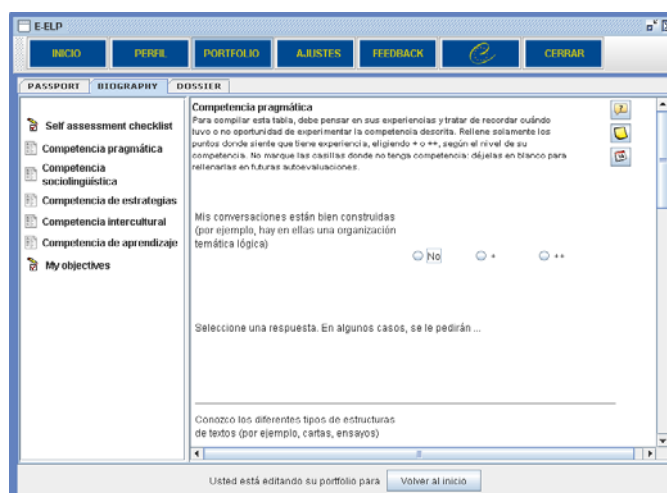 E-ELP
INICIO
PERFIL
PORTFOLIO
AJUSTES
FEEDBACK
e
CERRAR
PASSPORT
BIOGRAPHY
DOSSIER
Self assessment checklist
Competencia pragmática
Competencia
sociolingüística
Competencia de estrategias
Competencia intercultural
Competencia de aprendizaje
My objectives
Competencia pragmática
Para compilar esta tabla, debe pensar en sus experiencias y tratar de recordar cuándo
tuvo o no oportunidad de experimentar la competencia descrita. Rellene solamente los
puntos donde siente que tiene experiencia, eligiendo + o ++, según el nivel de su
competencia. No marque las casillas donde no tenga competencia: déjelas en blanco para
rellenarlas en futuras autoevaluaciones.
Mis conversaciones están bien construidas
(por ejemplo, hay en ellas una organización
temática lógica)
No + ++
Seleccione una respuesta. En algunos casos, se le pedirán ...
Conozco los diferentes tipos de estructuras
de textos (por ejemplo, cartas, ensayos)
Usted está editando su portfolio para
Volver al inicio